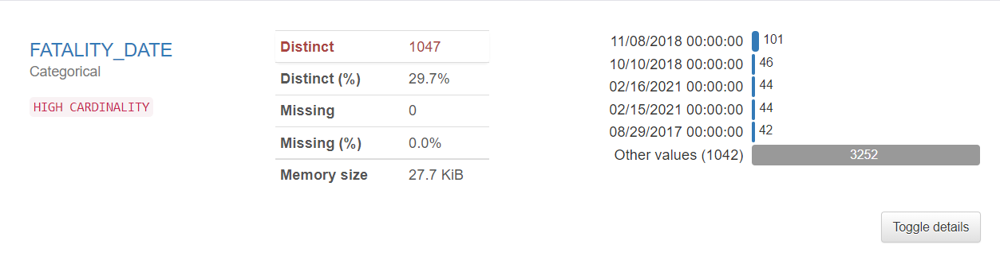 FATALITY_DATE
Categorical
HIGH CARDINALITY
Distinct 1047
Distinct (%) 29.7%
Missing 0
Missing (%) 0.0%
Memory size 27.7 KiB
11/08/2018 00:00:00 101
10/10/2018 00:00:00 46
02/16/2021 00:00:00 44
02/15/2021 00:00:00 44
08/29/2017 00:00:00 42
Other values (1042) 3252
Toggle details